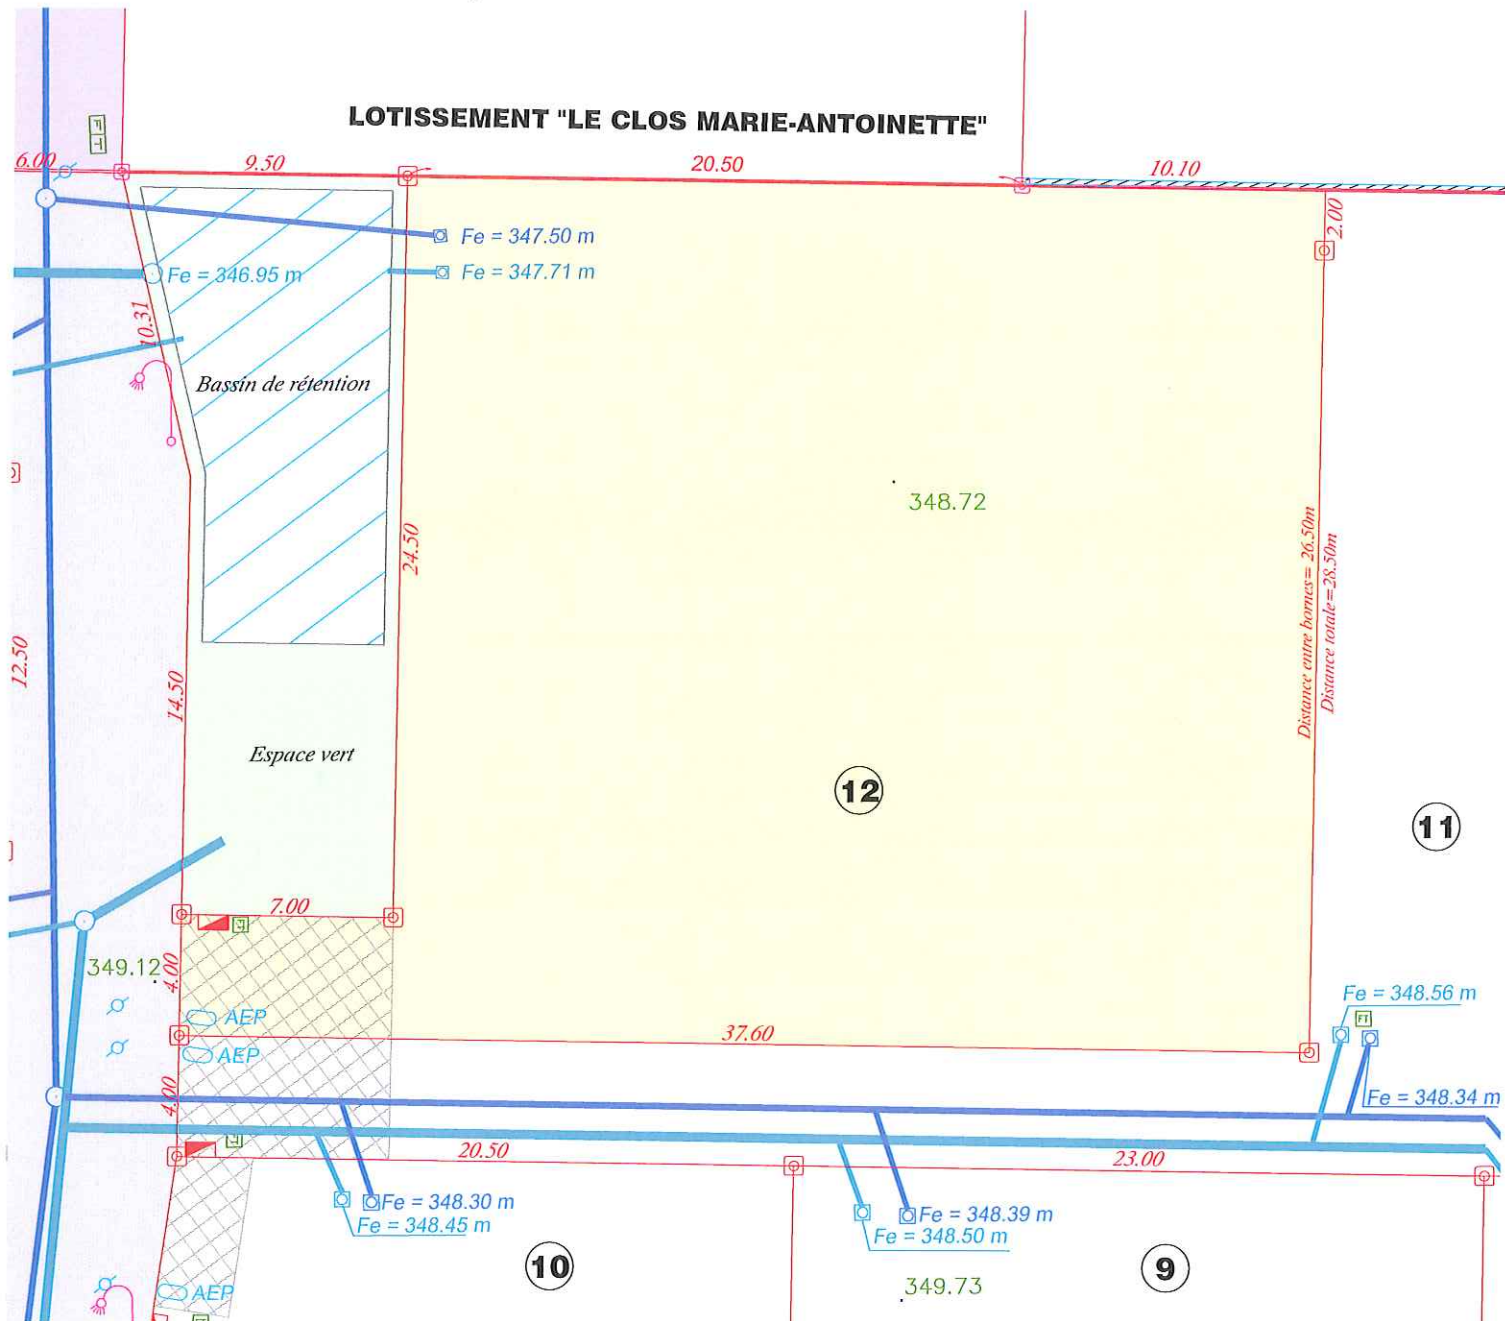 LOTISSEMENT "LE CLOS MARIE-ANTOINETTE"
FT
6.00
9.50
20.50
10.10
2.00
Fe = 347.50 m
Fe = 346.95 m
Fe = 347.71 m
10.31
Bassin de rétention
348.72
24.50
Distance entre bornes= 26.50m
Distance totale=28.50m
12.50
14.50
Espace vert
12
11
7.00
349.12
4.00
AEP
37.60
AEP
Fe = 348.56 m
FT
4.00
Fe = 348.34 m
20.50
23.00
Fe = 348.30 m
Fe = 348.45 m
Fe = 348.39 m
Fe = 348.50 m
10
9
349.73
AEP